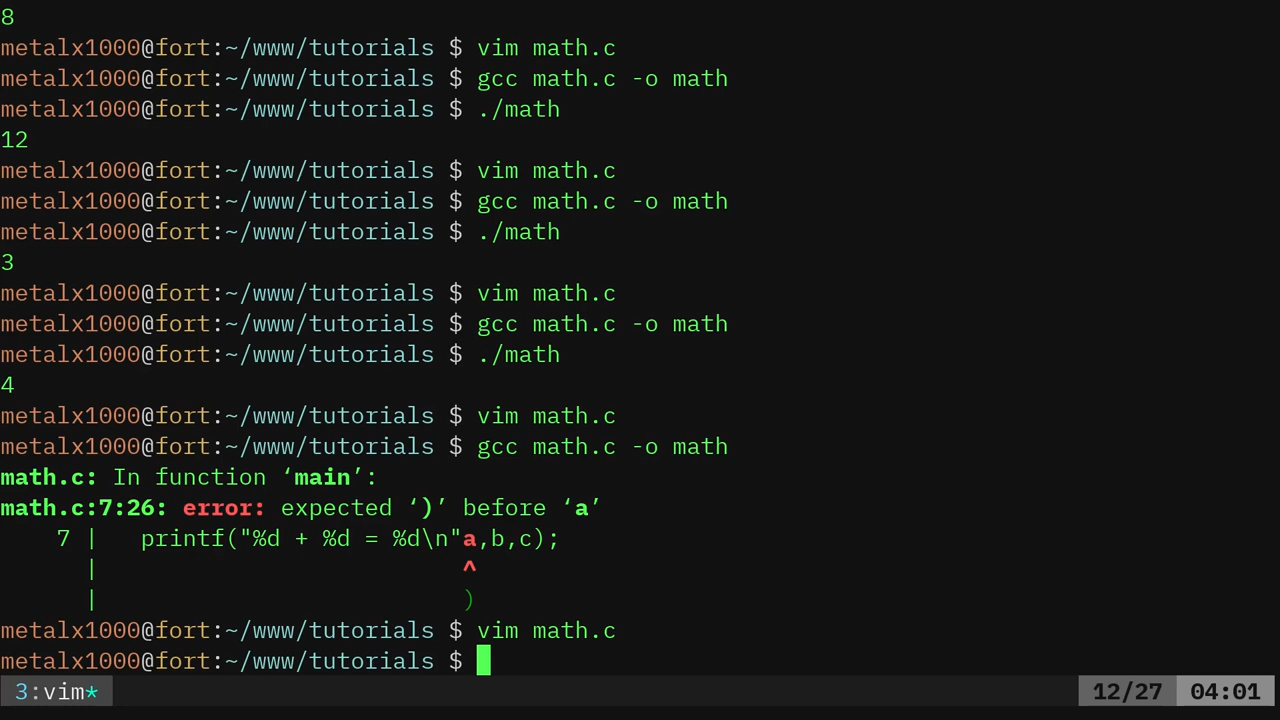 8
metalx1000@fort:~/www/tutorials $ vim math.c
metalx1000@fort:~/www/tutorials $ gcc math.c -o math
metalx1000@fort:~/www/tutorials $ ./math
12
metalx1000@fort:~/www/tutorials $ vim math.c
metalx1000@fort:~/www/tutorials $ gcc math.c -o math
metalx1000@fort:~/www/tutorials $ ./math
3
metalx1000@fort:~/www/tutorials $ vim math.c
metalx1000@fort:~/www/tutorials $ gcc math.c -o math
metalx1000@fort:~/www/tutorials $ ./math
4
metalx1000@fort:~/www/tutorials $ vim math.c
metalx1000@fort:~/www/tutorials $ gcc math.c -o math
math.c: In function ‘main’:
math.c:7:26: error: expected ‘)’ before ‘a’
    7 |   printf("%d + %d = %d\n"a,b,c);
      |                          ^
      |                          )
metalx1000@fort:~/www/tutorials $ vim math.c
metalx1000@fort:~/www/tutorials $
3:vim* 12/27 04:01